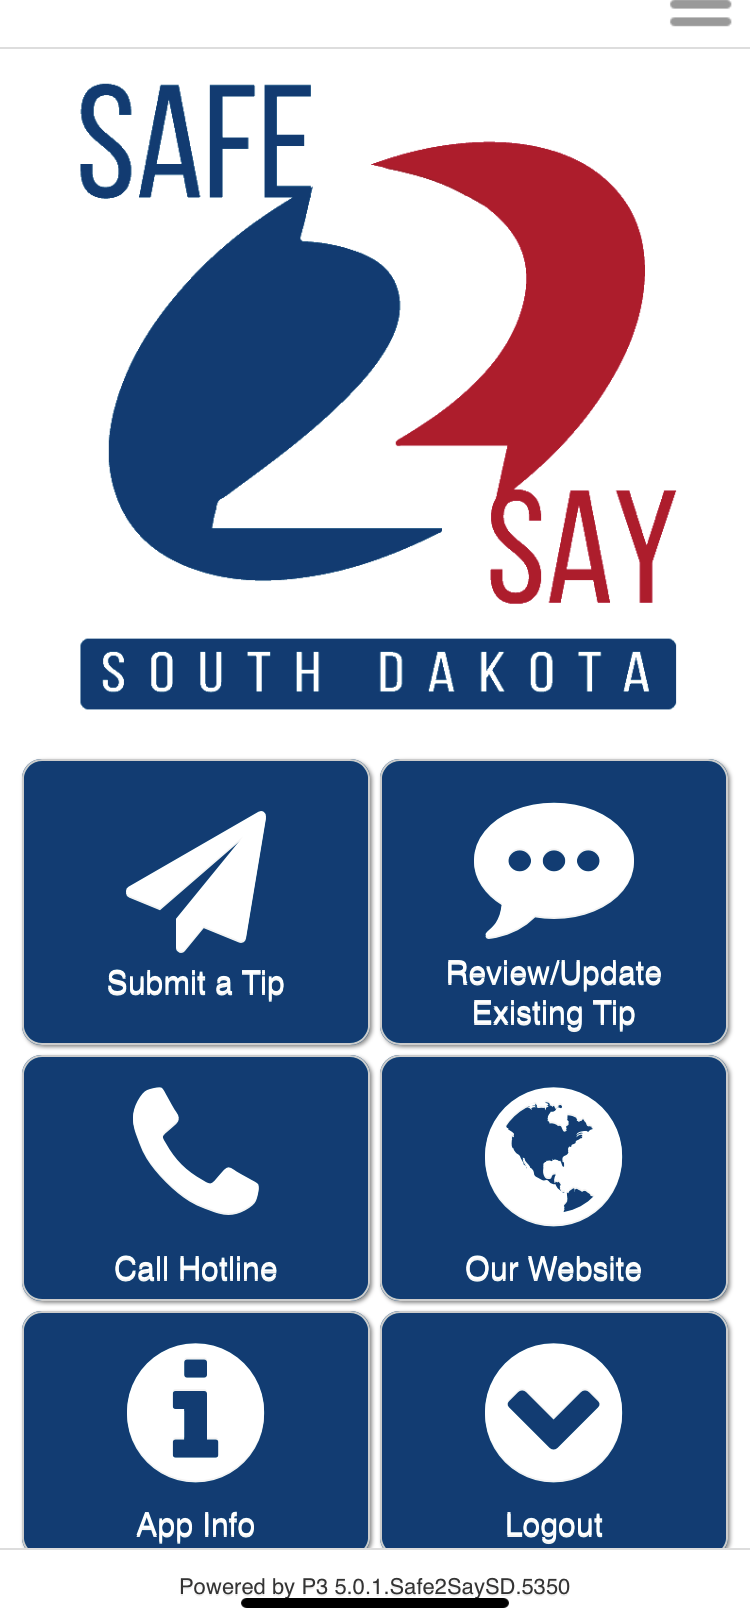 SAFE
2
SAY
SOUTH DAKOTA
Submit a Tip
Review/Update
Existing Tip
Call Hotline
Our Website
App Info
Logout
Powered by P3 5.0.1.Safe2SaySD.5350